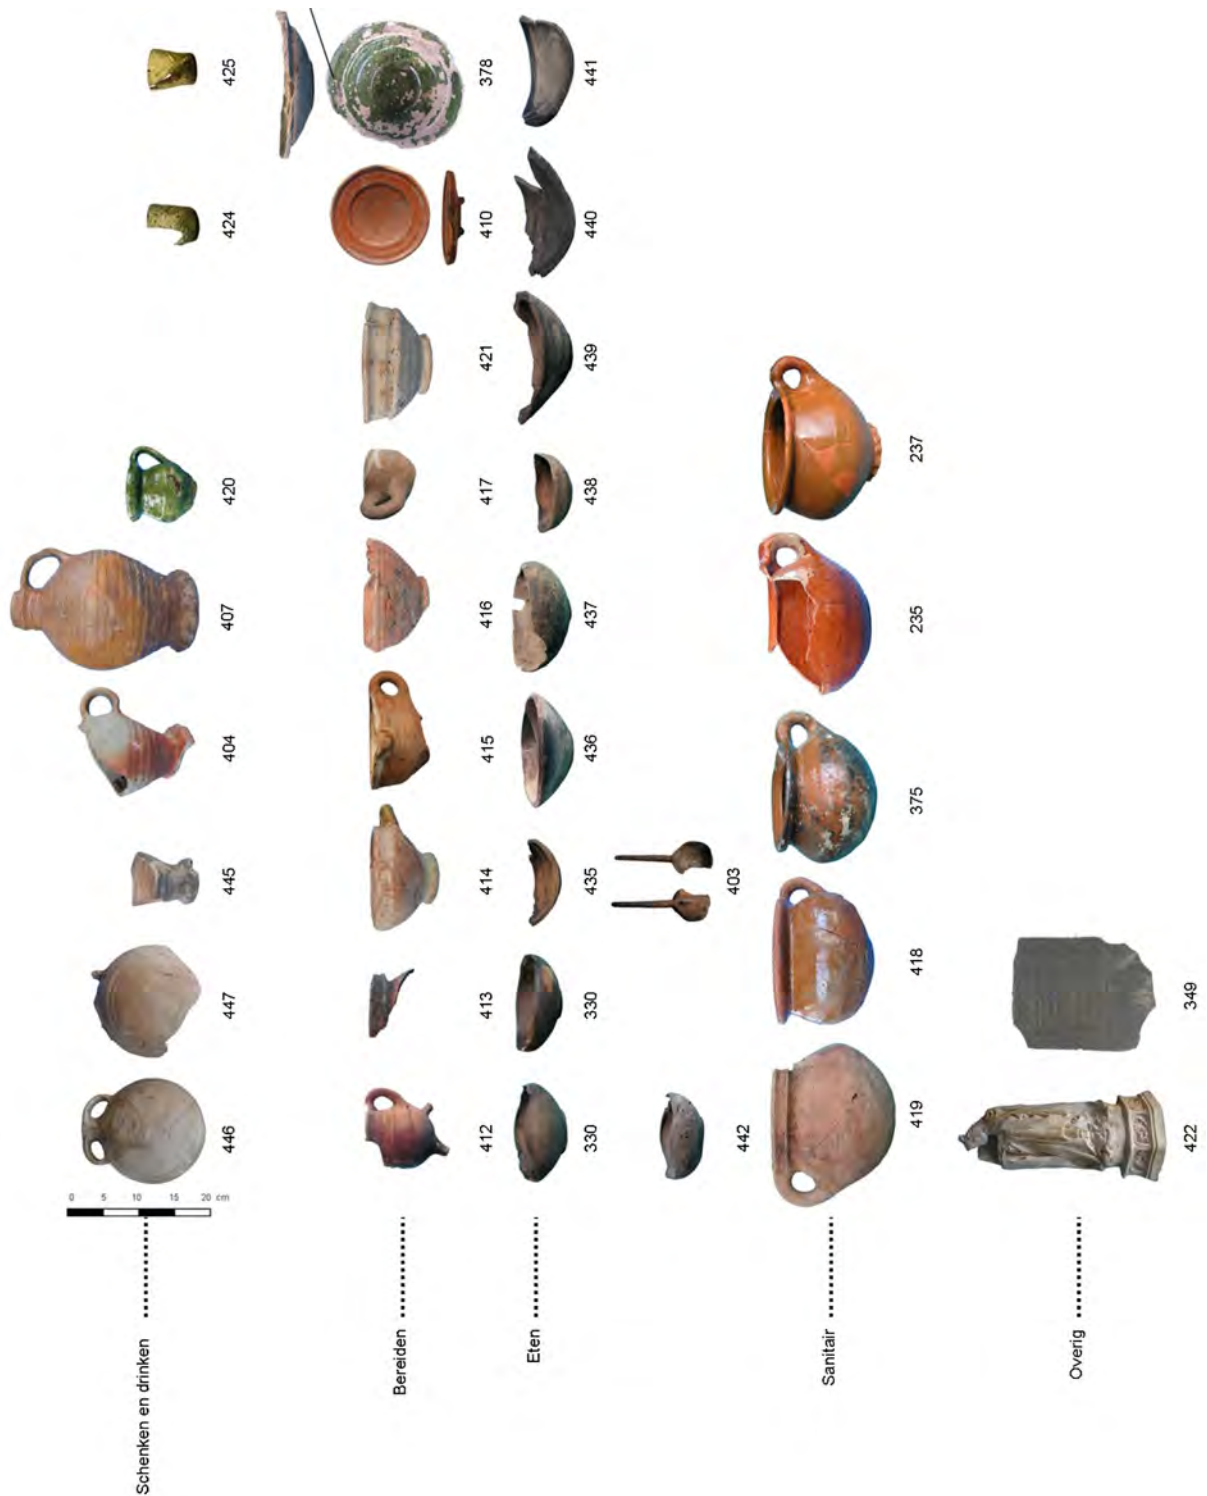 0 5 10 15 20 cm
Schenken en drinken
446 447 445 404 407 420 424 425
Bereiden
412 413 414 415 416 417 421 410 378
Eten
330 330 435 436 437 438 439 440 441
442 403
Sanitair
419 418 375 235 237
Overig
422 349